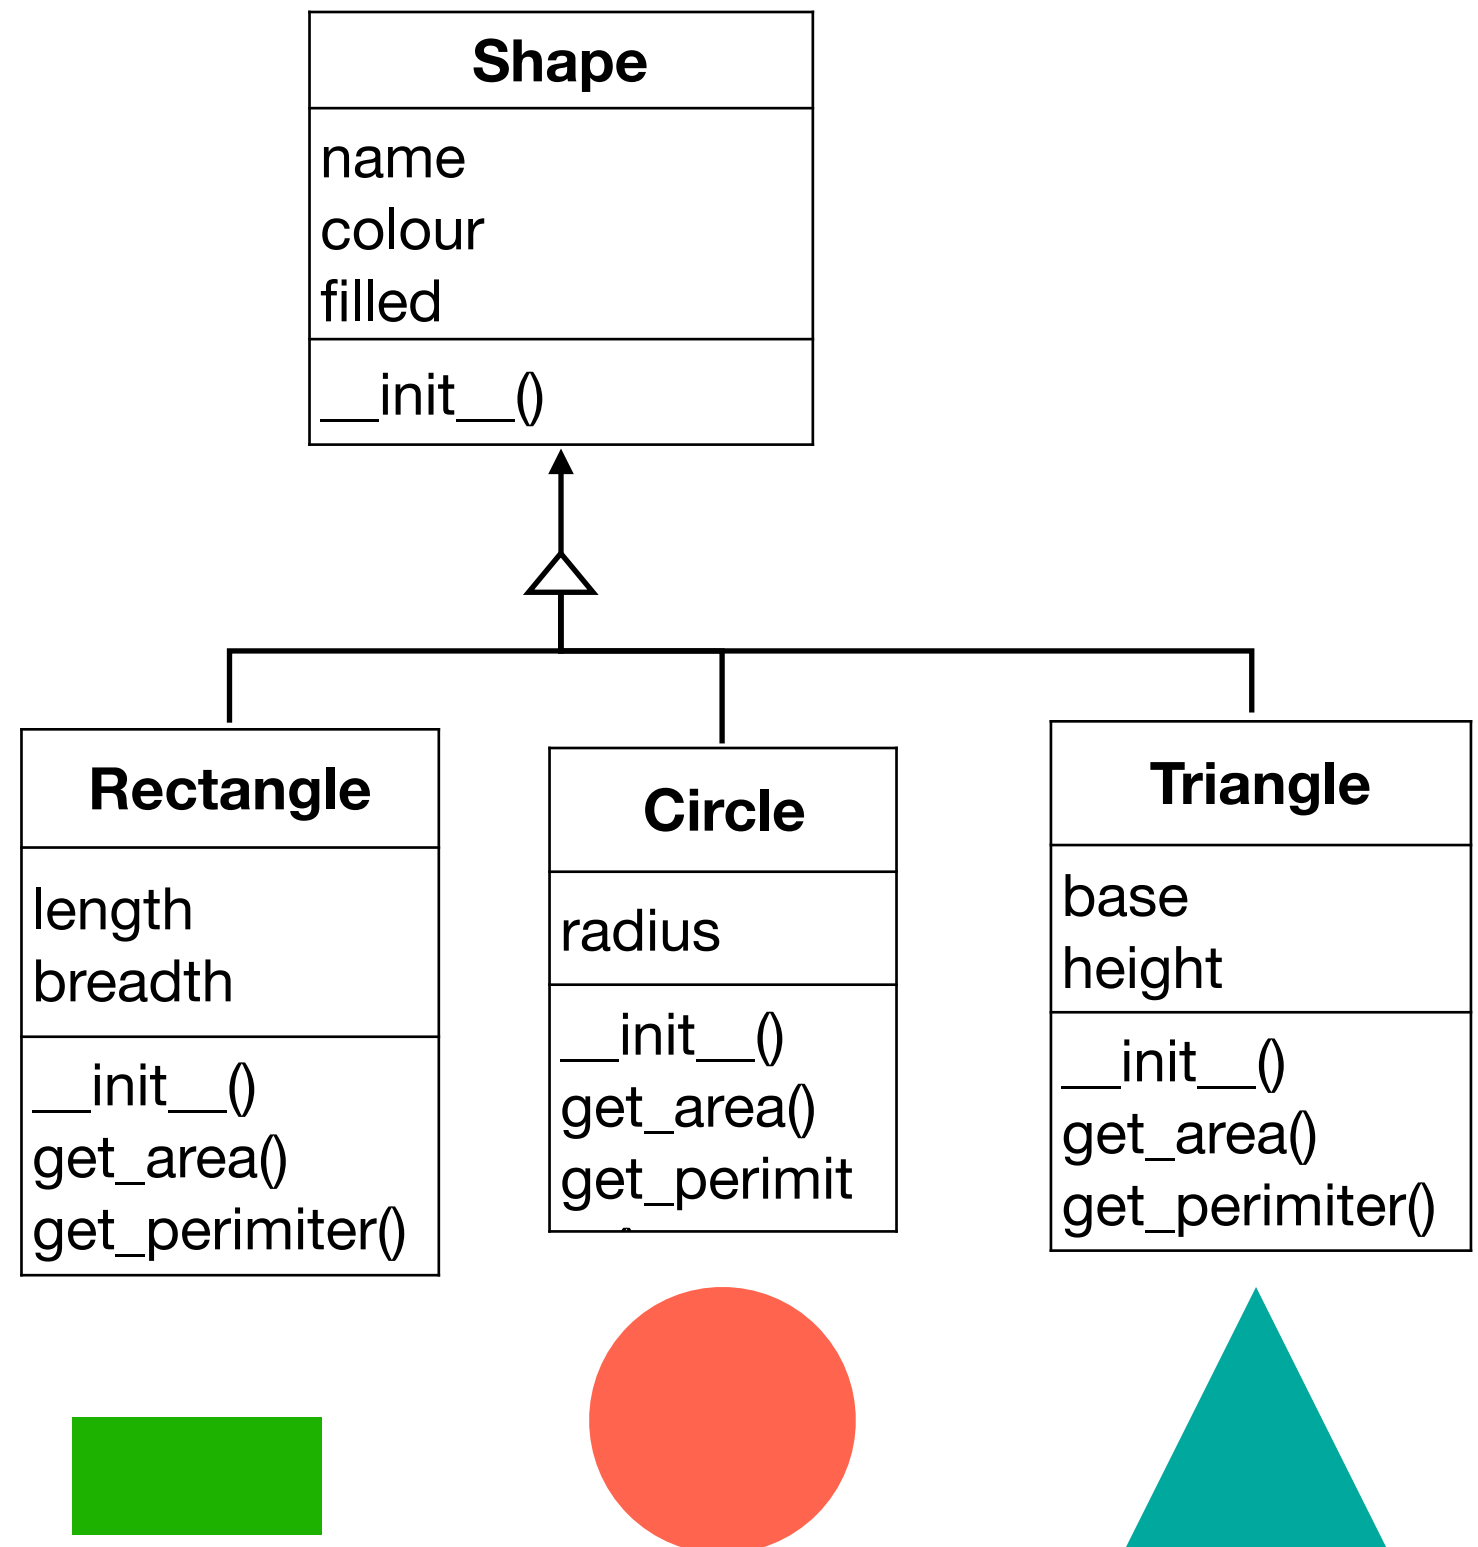 Shape
name
colour
filled
__init__()
Rectangle
length
breadth
__init__()
get_area()
get_perimiter()
Circle
radius
__init__()
get_area()
get_perimit
Triangle
base
height
__init__()
get_area()
get_perimiter()